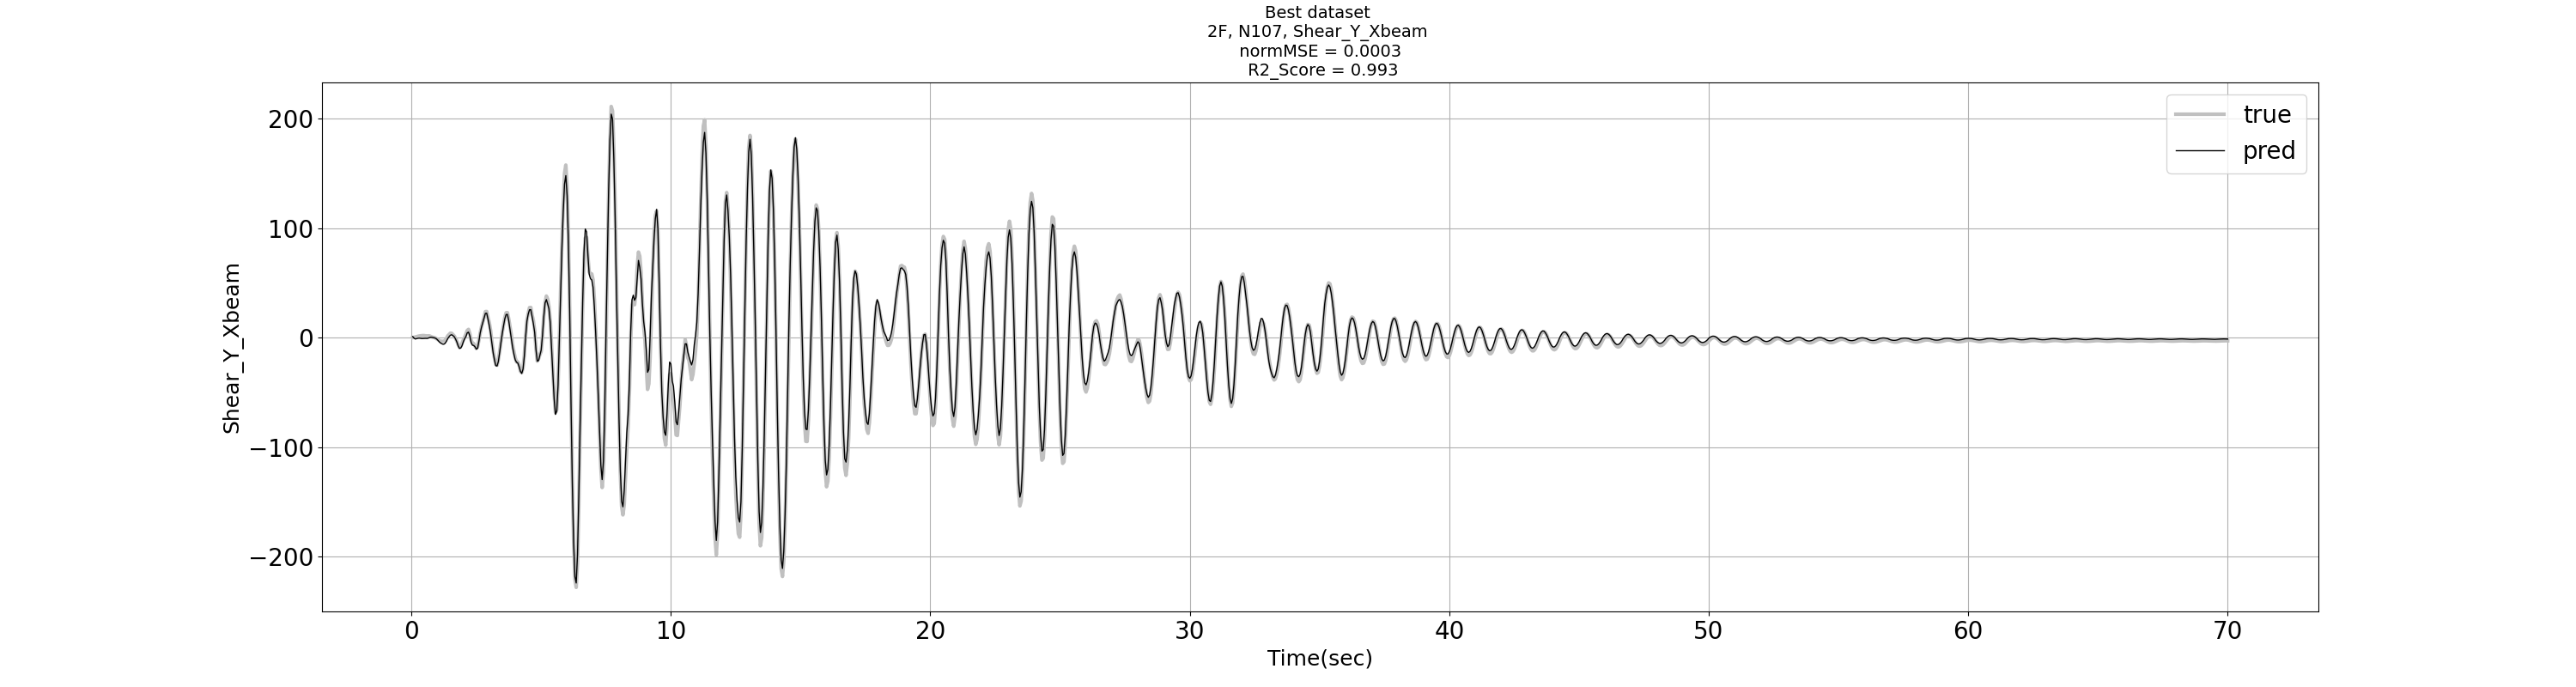 Best dataset
2F, N107, Shear_Y_Xbeam
normMSE = 0.0003
R2_Score = 0.993
true
pred
200
100
0
−100
−200
Shear_Y_Xbeam
0 10 20 30 40 50 60 70
Time(sec)